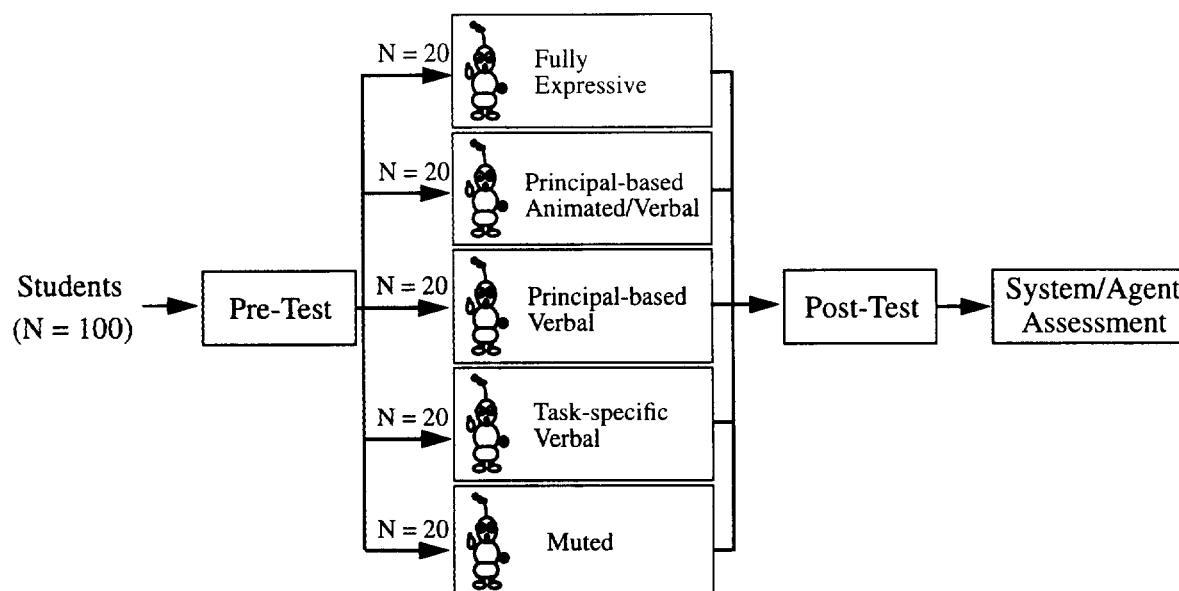 N = 20
Fully
Expressive
N = 20
Principal-based
Animated/Verbal
Students
(N = 100)
Pre-Test
N = 20
Principal-based
Verbal
Post-Test
System/Agent
Assessment
N = 20
Task-specific
Verbal
N = 20
Muted